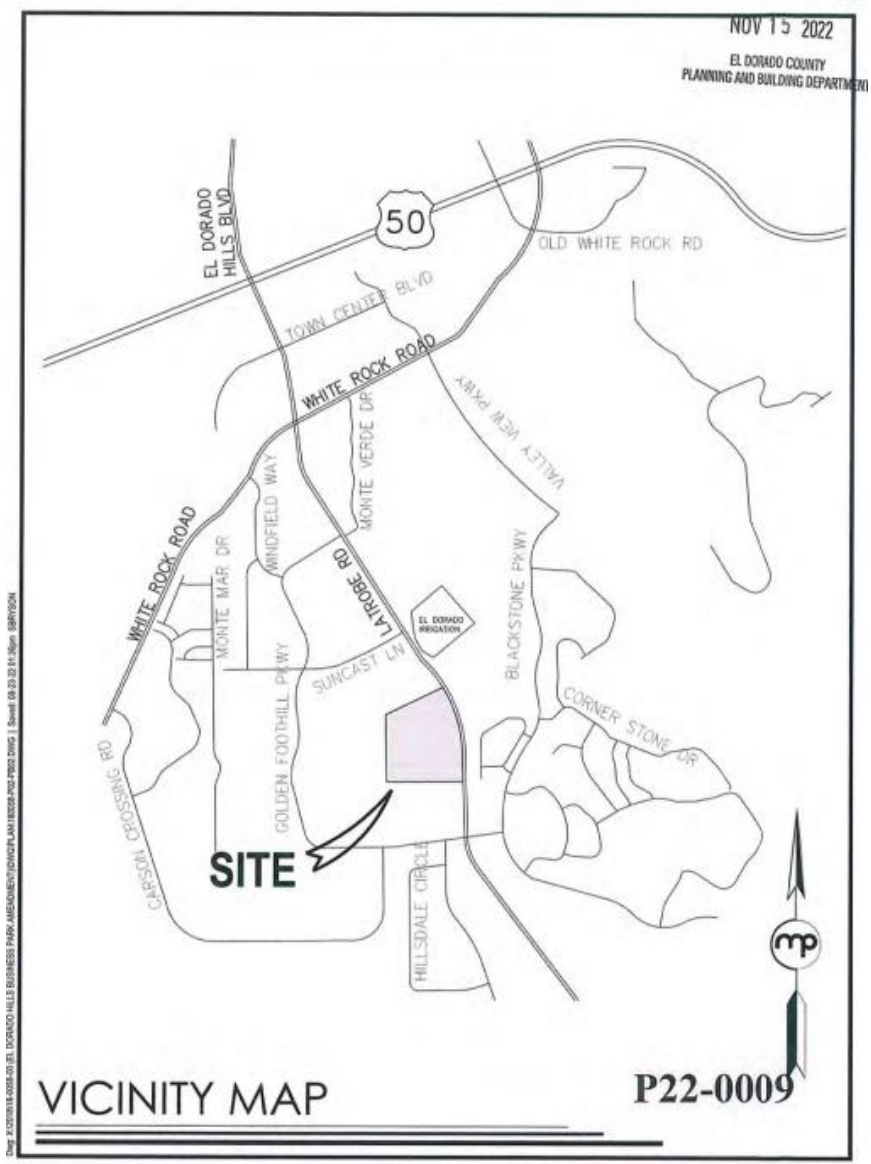 NOV 15 2022
EL DORADO COUNTY
PLANNING AND BUILDING DEPARTMENT
EL DORADO
HILLS BLVD
50
OLD WHITE ROCK RD
TOWN CENTER BLVD
WHITE ROCK ROAD
VALLEY VIEW PKWY
MONTE VERDE DR
WINDFIELD WAY
WHITE ROCK ROAD
MONTE MAR DR
LATROBE RD
EL DORADO
IRRIGATION
BLACKSTONE PKWY
SUNCAST LN
GOLDEN FOOTHILL PKWY
CORNER STONE DR
CARSON CROSSING RD
SITE
HILLSDALE CIRCLE
mp
VICINITY MAP
P22-0009